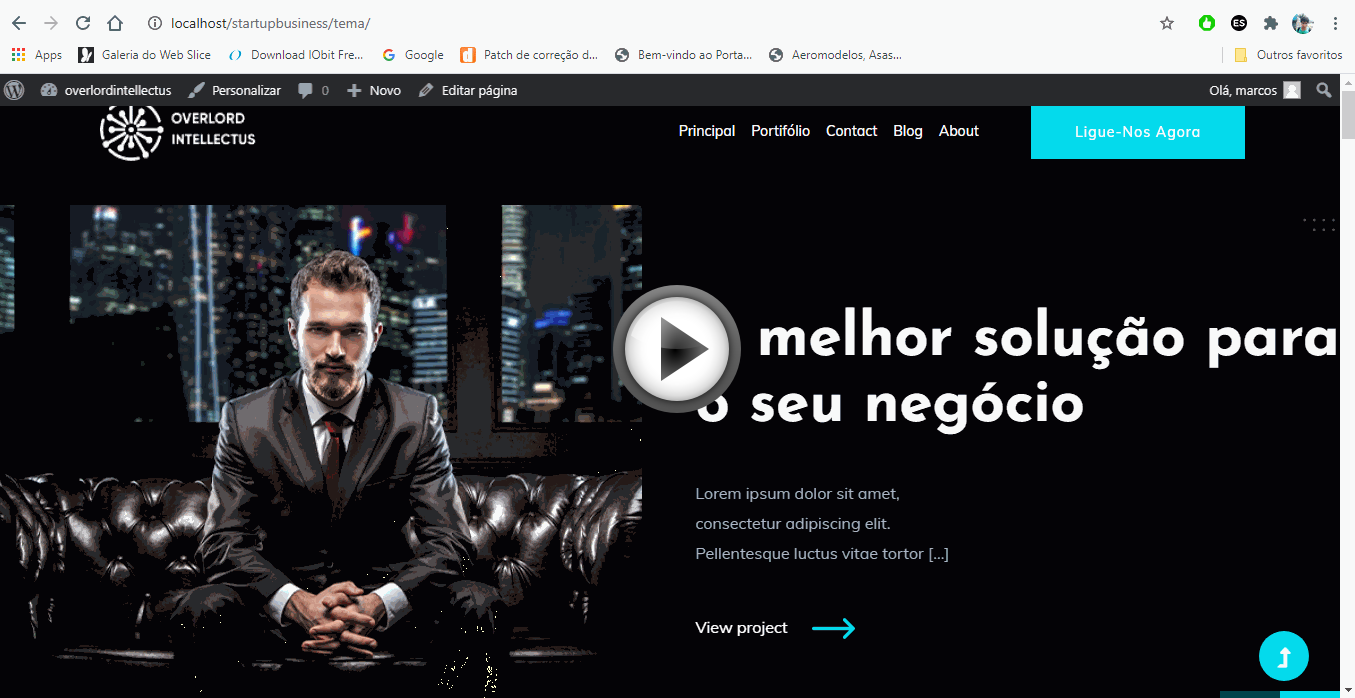 localhost/startupbusiness/tema/
ES
Apps
Galeria do Web Slice
Download IObit Fre...
Google
Patch de correção d...
Bem-vindo ao Porta...
Aeromodelos, Asas...
Outros favoritos
overlordintellectus
Personalizar
0
Novo
Editar página
Olá, marcos
OVERLORD
INTELLECTUS
Principal
Portifólio
Contact
Blog
About
Ligue-Nos Agora
melhor solução para
o seu negócio
Lorem ipsum dolor sit amet,
consectetur adipiscing elit.
Pellentesque luctus vitae tortor [...]
View project